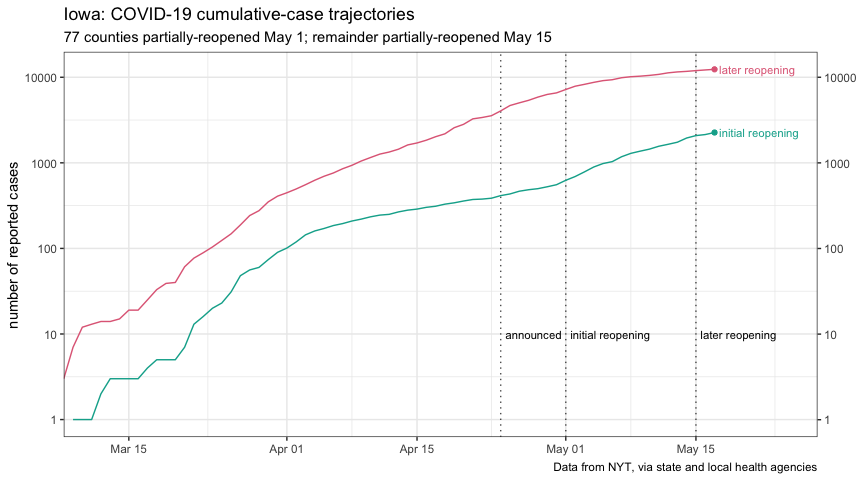 Iowa: COVID-19 cumulative-case trajectories
77 counties partially-reopened May 1; remainder partially-reopened May 15
number of reported cases
10000
1000
100
10
1
later reopening
initial reopening
announced
initial reopening
later reopening
10000
1000
100
10
1
Mar 15
Apr 01
Apr 15
May 01
May 15
Data from NYT, via state and local health agencies